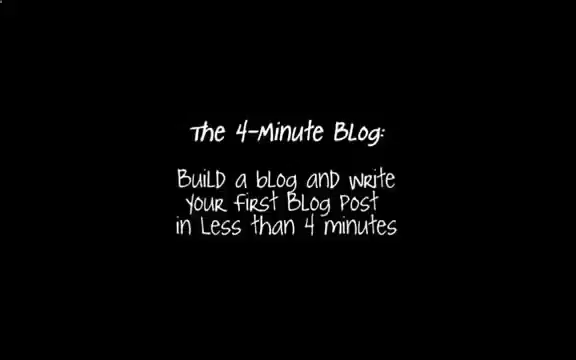 The 4-Minute Blog:
Build a blog and write
your first Blog Post
in Less than 4 minutes